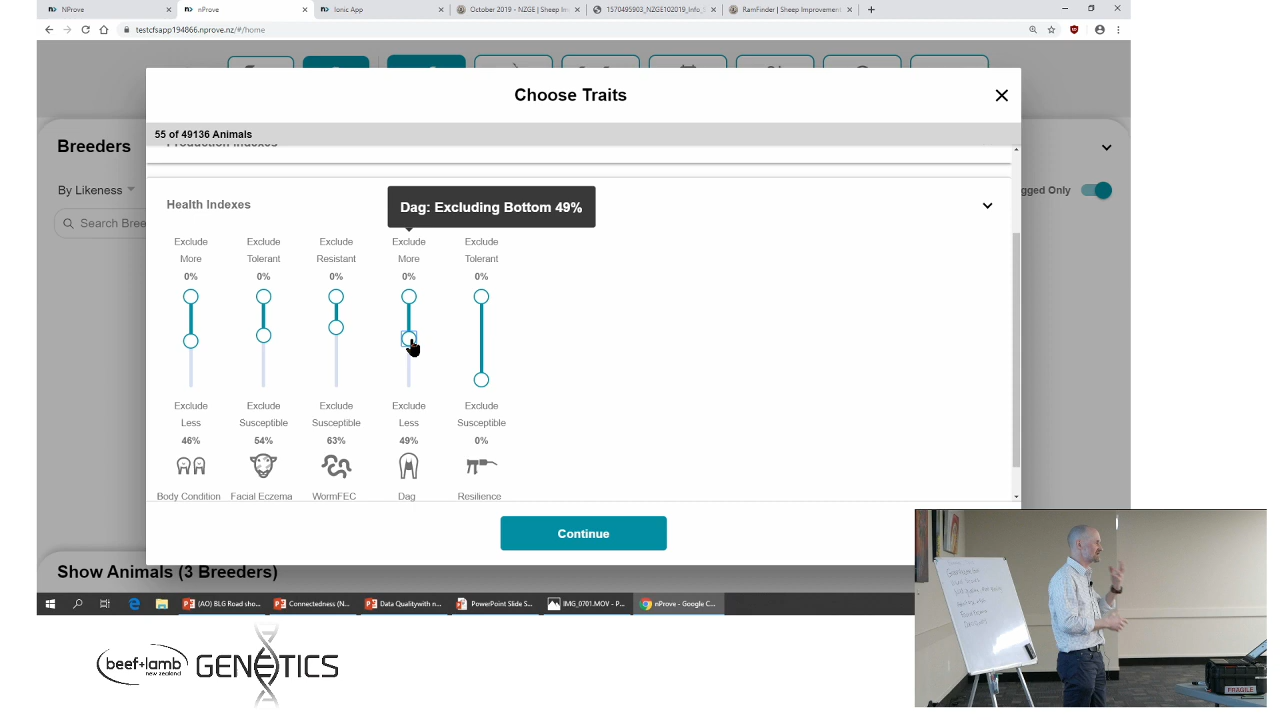 NProve
nProve
Ionic App
October 2019 - NZGE | Sheep Im
1570495903_NZGE102019_Info_
RamFinder | Sheep Improvement
testcfsapp194866.nprove.nz/#/home
Choose Traits
55 of 49136 Animals
Breeders
Production Indexes
By Likeness
gged Only
Search Bree
Health Indexes
Dag: Excluding Bottom 49%
Exclude Exclude Exclude Exclude Exclude
More Tolerant Resistant More Tolerant
0% 0% 0% 0% 0%
Exclude Exclude Exclude Exclude Exclude
Less Susceptible Susceptible Less Susceptible
46% 54% 63% 49% 0%
Body Condition Facial Eczema WormFEC Dag Resilience
Continue
Show Animals (3 Breeders)
(AO) BLG Road sho...
Connectedness (N...
Data Qualitywith n...
PowerPoint Slide S...
IMG_0701.MOV - P...
nProve - Google C...
beef+lamb
new zealand
GENETICS
FRAGILE